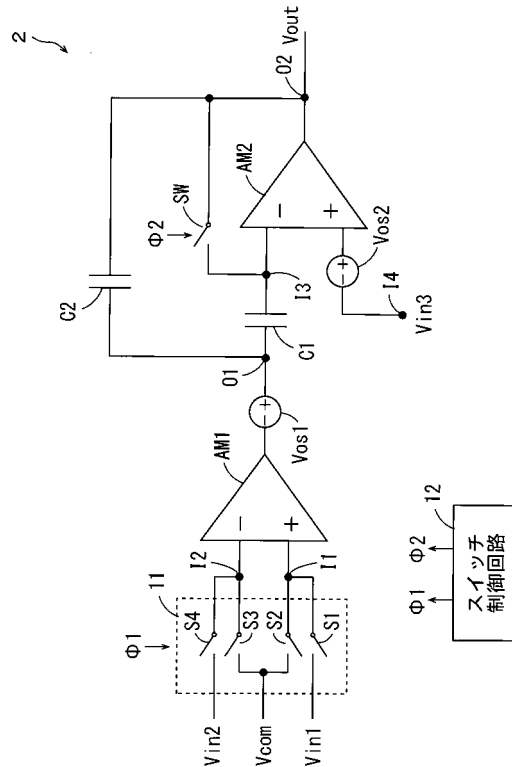 2
C2
Φ2
SW
AM2
O2
Vout
−
+
I3
C1
O1
Vos2
I4
Vin3
AM1
Vos1
11
Φ1
S4
S3
S2
S1
I2
I1
−
+
Vin2
Vcom
Vin1
+
−
+
−
Φ1
Φ2
12
スイッチ
制御回路